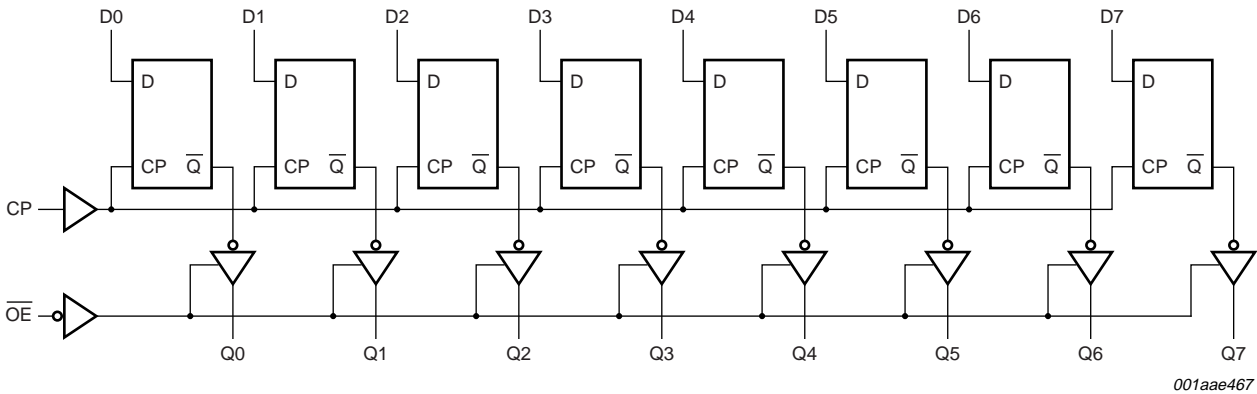 D0 D1 D2 D3 D4 D5 D6 D7
D D D D D D D D
CP Q̅ CP Q̅ CP Q̅ CP Q̅ CP Q̅ CP Q̅ CP Q̅ CP Q̅
CP
O̅E̅
Q0 Q1 Q2 Q3 Q4 Q5 Q6 Q7
001aae467